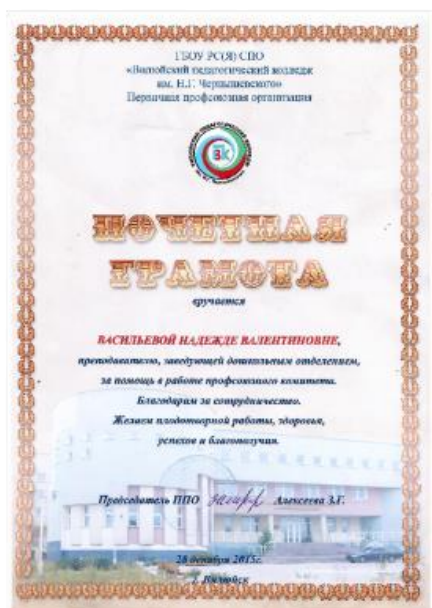 ГБОУ РС(Я) СПО
«Вилюйский педагогический колледж
им. Н.Г. Чернышевского»
Первичная профсоюзная организация
ПОЧЕТНАЯ
ГРАМОТА
вручается
ВАСИЛЬЕВОЙ НАДЕЖДЕ ВАЛЕНТИНОВНЕ,
преподавателю, заведующей дошкольным отделением,
за помощь в работе профсоюзного комитета.
Благодарим за сотрудничество.
Желаем плодотворной работы, здоровья,
успехов и благополучия.
Председатель ППО Алексеева З.Г.
28 декабря 2015г.
г. Вилюйск